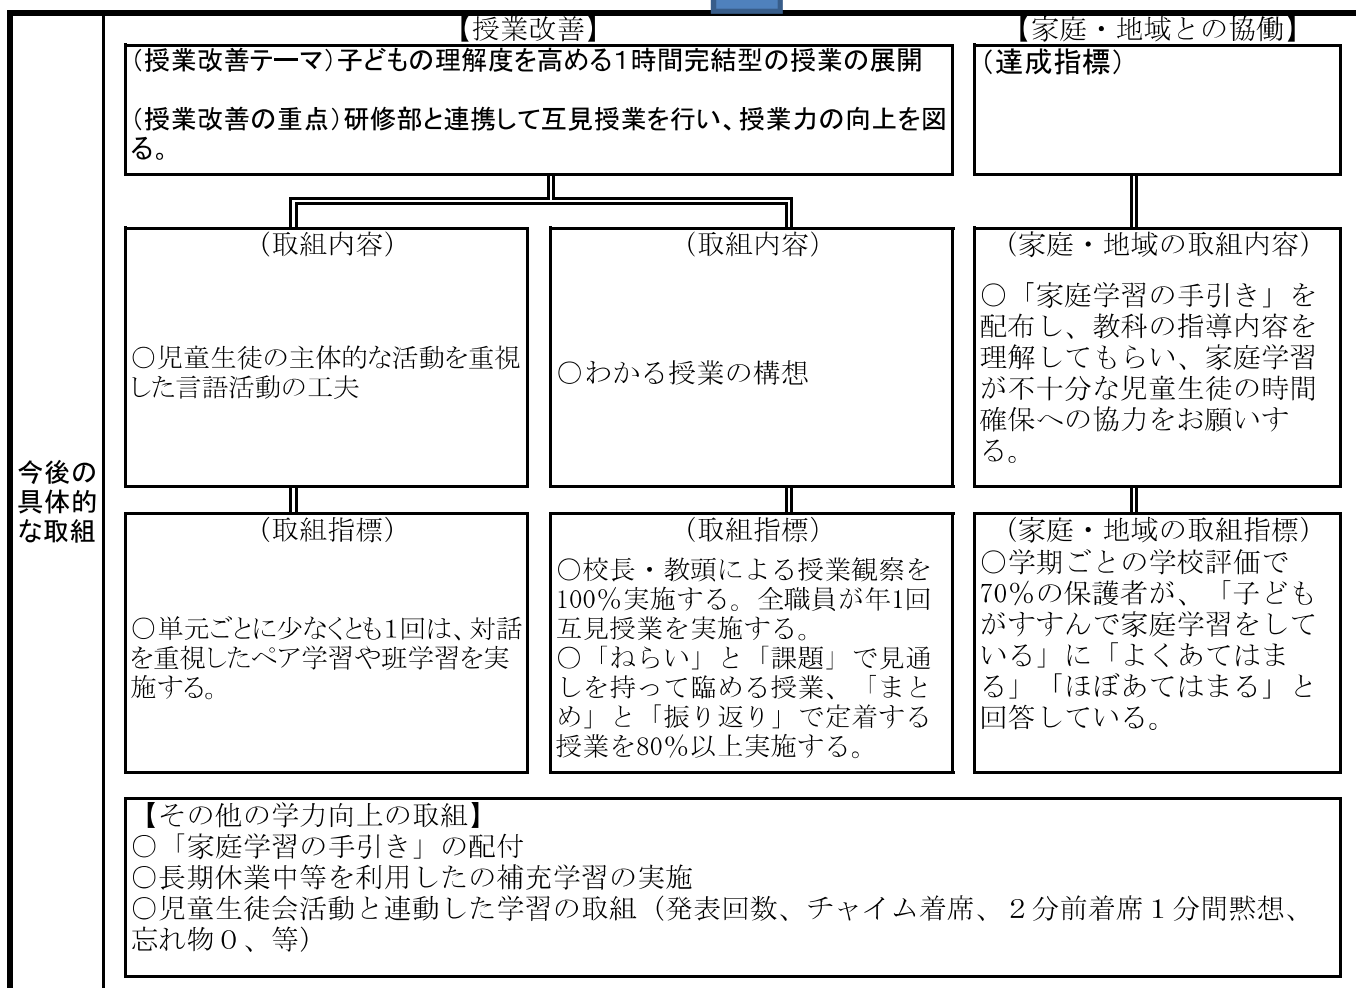 今後の
具体的
な取組
【授業改善】
（授業改善テーマ）子どもの理解度を高める1時間完結型の授業の展開
（授業改善の重点）研修部と連携して互見授業を行い、授業力の向上を図
る。
（取組内容）
○児童生徒の主体的な活動を重視
した言語活動の工夫
（取組指標）
○単元ごとに少なくとも1回は、対話
を重視したペア学習や班学習を実
施する。
（取組内容）
○わかる授業の構想
（取組指標）
○校長・教頭による授業観察を
100％実施する。全職員が年1回
互見授業を実施する。
○「ねらい」と「課題」で見通
しを持って臨める授業、「まと
め」と「振り返り」で定着する
授業を80％以上実施する。
【家庭・地域との協働】
（達成指標）
（家庭・地域の取組内容）
○「家庭学習の手引き」を
配布し、教科の指導内容を
理解してもらい、家庭学習
が不十分な児童生徒の時間
確保への協力をお願いす
る。
（家庭・地域の取組指標）
○学期ごとの学校評価で
70％の保護者が、「子ども
がすすんで家庭学習をして
いる」に「よくあてはま
る」「ほぼあてはまる」と
回答している。
【その他の学力向上の取組】
○「家庭学習の手引き」の配付
○長期休業中等を利用したの補充学習の実施
○児童生徒会活動と連動した学習の取組（発表回数、チャイム着席、２分前着席１分間黙想、
忘れ物０、等）